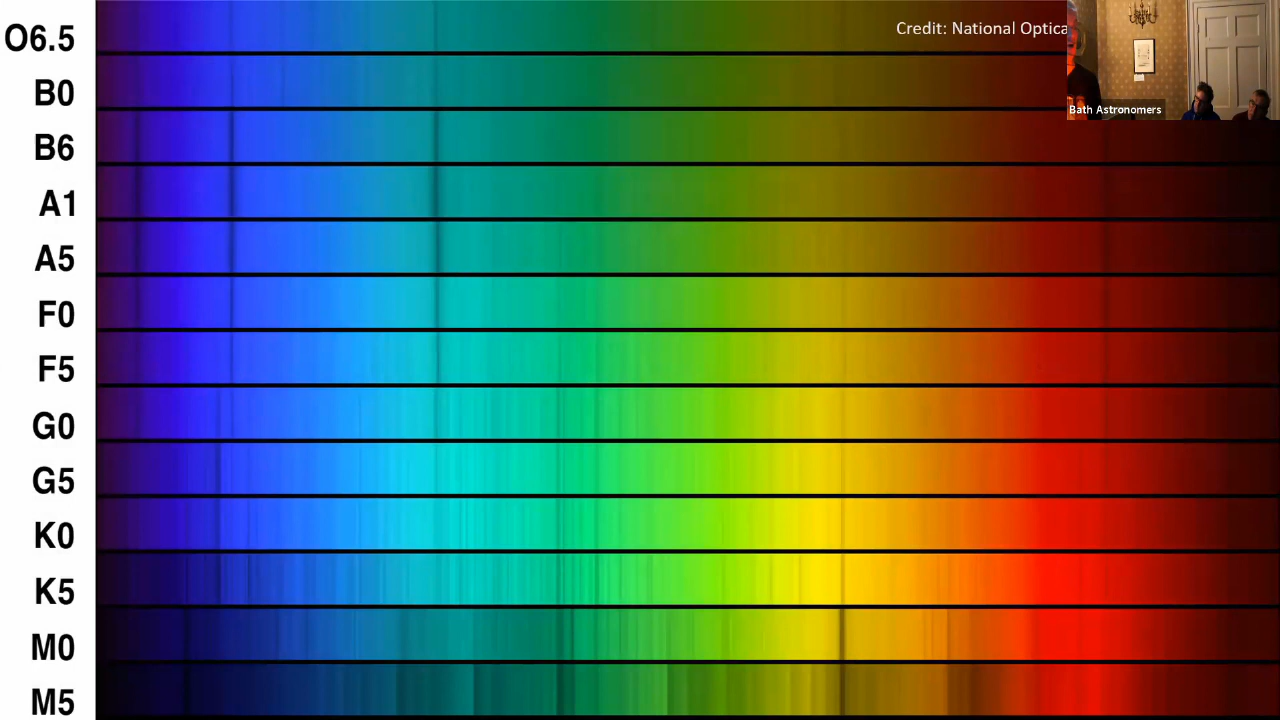 O6.5
Credit: National Optica
Bath Astronomers
B0
B6
A1
A5
F0
F5
G0
G5
K0
K5
M0
M5